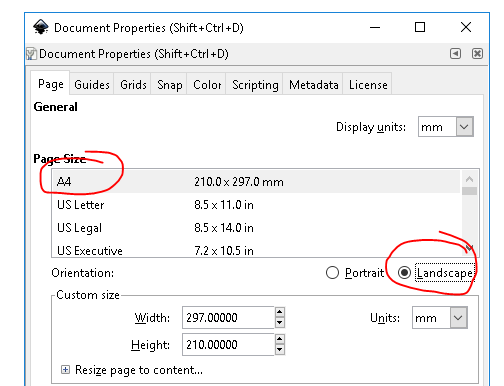 Document Properties (Shift+Ctrl+D)
Document Properties (Shift+Ctrl+D)
Page Guides Grids Snap Color Scripting Metadata License
General
Display units: mm
Page Size
A4 210.0 x 297.0 mm
US Letter 8.5 x 11.0 in
US Legal 8.5 x 14.0 in
US Executive 7.2 x 10.5 in
Orientation: Portrait Landscape
Custom size
Width: 297.00000 Units: mm
Height: 210.00000
Resize page to content...